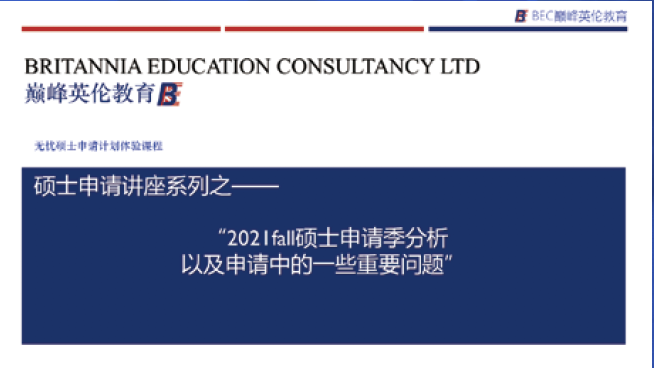 BEC巅峰英伦教育
BRITANNIA EDUCATION CONSULTANCY LTD
巅峰英伦教育BE
无忧硕士申请计划体验课程
硕士申请讲座系列之——
“2021fall硕士申请季分析
以及申请中的一些重要问题”